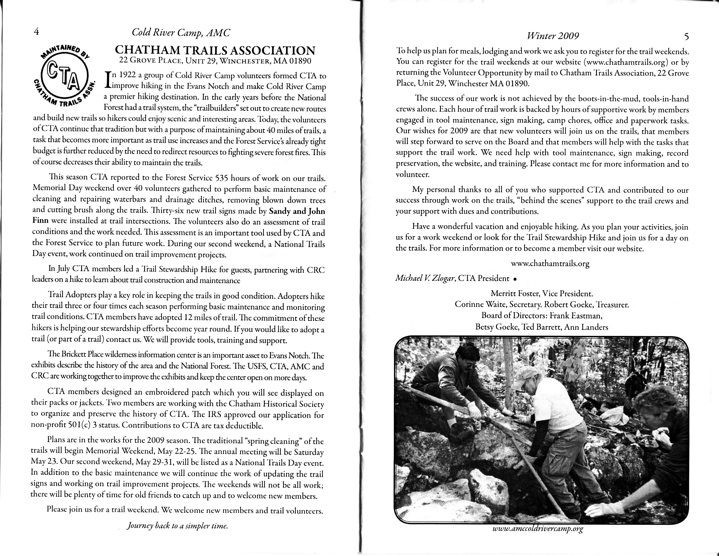 4
Cold River Camp, AMC
MAINTAINED BY
CTA
CHATHAM TRAILS ASSN.
CHATHAM TRAILS ASSOCIATION
22 Grove Place, Unit 29, Winchester, MA 01890
In 1922 a group of Cold River Camp volunteers formed CTA to
improve hiking in the Evans Notch and make Cold River Camp
a premier hiking destination. In the early years before the National
Forest had a trail system, the "trailbuilders" set out to create new routes
and build new trails so hikers could enjoy scenic and interesting areas. Today, the volunteers
of CTA continue that tradition but with a purpose of maintaining about 40 miles of trails, a
task that becomes more important as trail use increases and the Forest Service's already tight
budget is further reduced by the need to redirect resources to fighting severe forest fires. This
of course decreases their ability to maintain the trails.
This season CTA reported to the Forest Service 535 hours of work on our trails.
Memorial Day weekend over 40 volunteers gathered to perform basic maintenance of
cleaning and repairing waterbars and drainage ditches, removing blown down trees
and cutting brush along the trails. Thirty-six new trail signs made by Sandy and John
Finn were installed at trail intersections. The volunteers also do an assessment of trail
conditions and the work needed. This assessment is an important tool used by CTA and
the Forest Service to plan future work. During our second weekend, a National Trails
Day event, work continued on trail improvement projects.
In July CTA members led a Trail Stewardship Hike for guests, partnering with CRC
leaders on a hike to learn about trail construction and maintenance
Trail Adopters play a key role in keeping the trails in good condition. Adopters hike
their trail three or four times each season performing basic maintenance and monitoring
trail conditions. CTA members have adopted 12 miles of trail. The commitment of these
hikers is helping our stewardship efforts become year round. If you would like to adopt a
trail (or part of a trail) contact us. We will provide tools, training and support.
The Brickett Place wilderness information center is an important asset to Evans Notch. The
exhibits describe the history of the area and the National Forest. The USFS, CTA, AMC and
CRC are working together to improve the exhibits and keep the center open on more days.
CTA members designed an embroidered patch which you will see displayed on
their packs or jackets. Two members are working with the Chatham Historical Society
to organize and preserve the history of CTA. The IRS approved our application for
non-profit 501(c) 3 status. Contributions to CTA are tax deductible.
Plans are in the works for the 2009 season. The traditional "spring cleaning" of the
trails will begin Memorial Weekend, May 22-25. The annual meeting will be Saturday
May 23. Our second weekend, May 29-31, will be listed as a National Trails Day event.
In addition to the basic maintenance we will continue the work of updating the trail
signs and working on trail improvement projects. The weekends will not be all work;
there will be plenty of time for old friends to catch up and to welcome new members.
Please join us for a trail weekend. We welcome new members and trail volunteers.
Journey back to a simpler time.
Winter 2009
5
To help us plan for meals, lodging and work we ask you to register for the trail weekends.
You can register for the trail weekends at our website (www.chathamtrails.org) or by
returning the Volunteer Opportunity by mail to Chatham Trails Association, 22 Grove
Place, Unit 29, Winchester MA 01890.
The success of our work is not achieved by the boots-in-the-mud, tools-in-hand
crews alone. Each hour of trail work is backed by hours of supportive work by members
engaged in tool maintenance, sign making, camp chores, office and paperwork tasks.
Our wishes for 2009 are that new volunteers will join us on the trails, that members
will step forward to serve on the Board and that members will help with the tasks that
support the trail work. We need help with tool maintenance, sign making, record
preservation, the website, and training. Please contact me for more information and to
volunteer.
My personal thanks to all of you who supported CTA and contributed to our
success through work on the trails, "behind the scenes" support to the trail crews and
your support with dues and contributions.
Have a wonderful vacation and enjoyable hiking. As you plan your activities, join
us for a work weekend or look for the Trail Stewardship Hike and join us for a day on
the trails. For more information or to become a member visit our website.
www.chathamtrails.org
Michael V. Zlogar, CTA President •
Merritt Foster, Vice President.
Corinne Waite, Secretary. Robert Goeke, Treasurer.
Board of Directors: Frank Eastman,
Betsy Goeke, Ted Barrett, Ann Landers
www.amccoldrivercamp.org